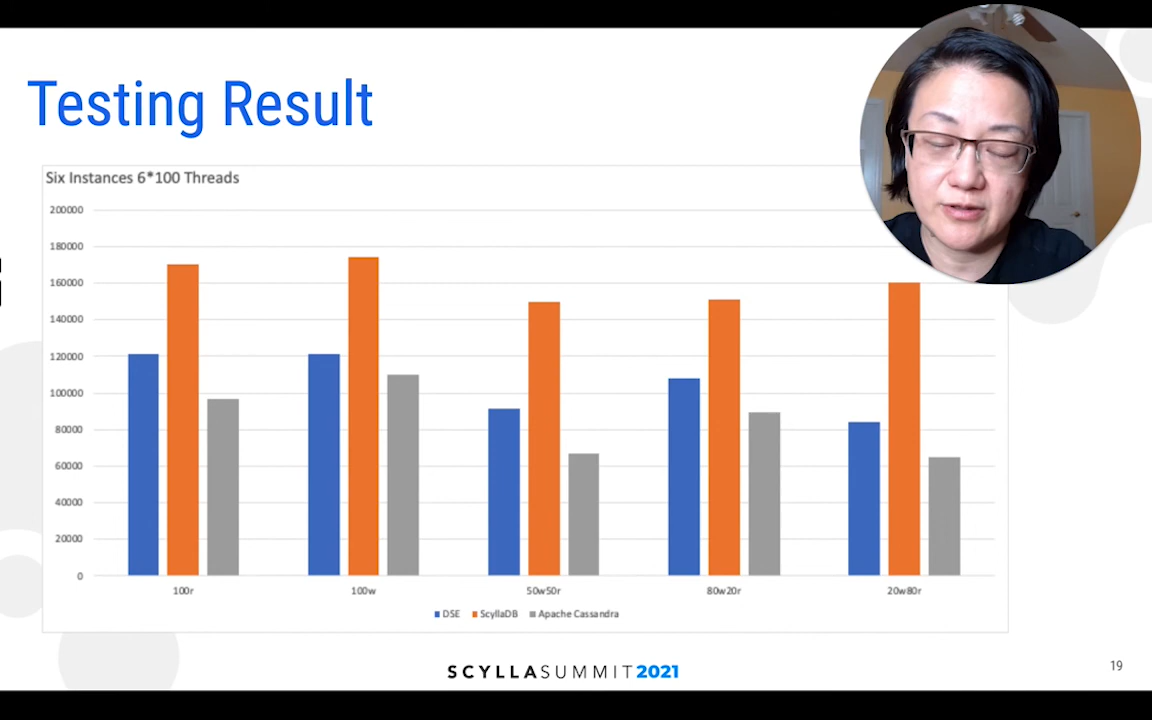 Testing Result
Six Instances 6*100 Threads
200000
180000
160000
140000
120000
100000
80000
60000
40000
20000
0
100r 100w 50w50r 80w20r 20w80r
DSE ScyllaDB Apache Cassandra
SCYLLASUMMIT2021
19